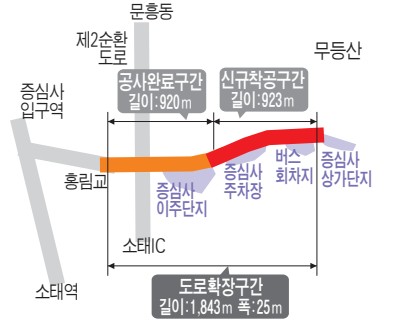 문흥동
제2순환
도로
무등산
공사완료구간
길이:920m
신규착공구간
길이:923m
증심사
입구역
홍림교
증심사
이주단지
증심사
주차장
버스
회차지
증심사
상가단지
소태IC
소태역
도로확장구간
길이:1,843m 폭:25m